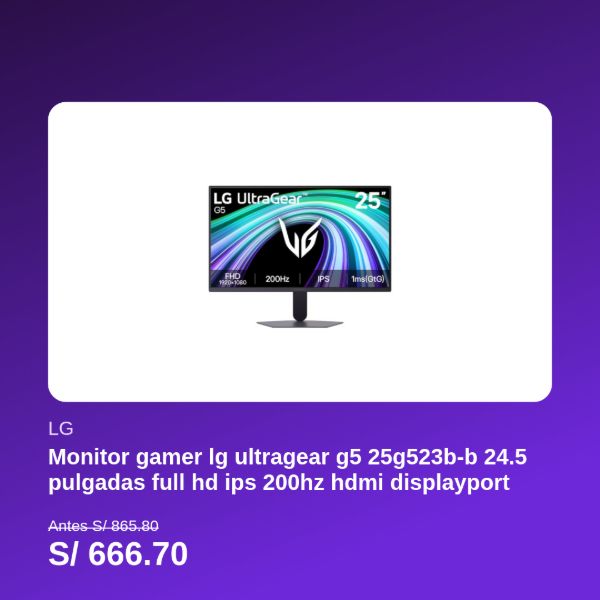 LG UltraGear™ 25"
G5
FHD 200Hz IPS 1ms(GtG)
1920×1080
LG
Monitor gamer lg ultragear g5 25g523b-b 24.5
pulgadas full hd ips 200hz hdmi displayport
Antes S/ 865.80
S/ 666.70